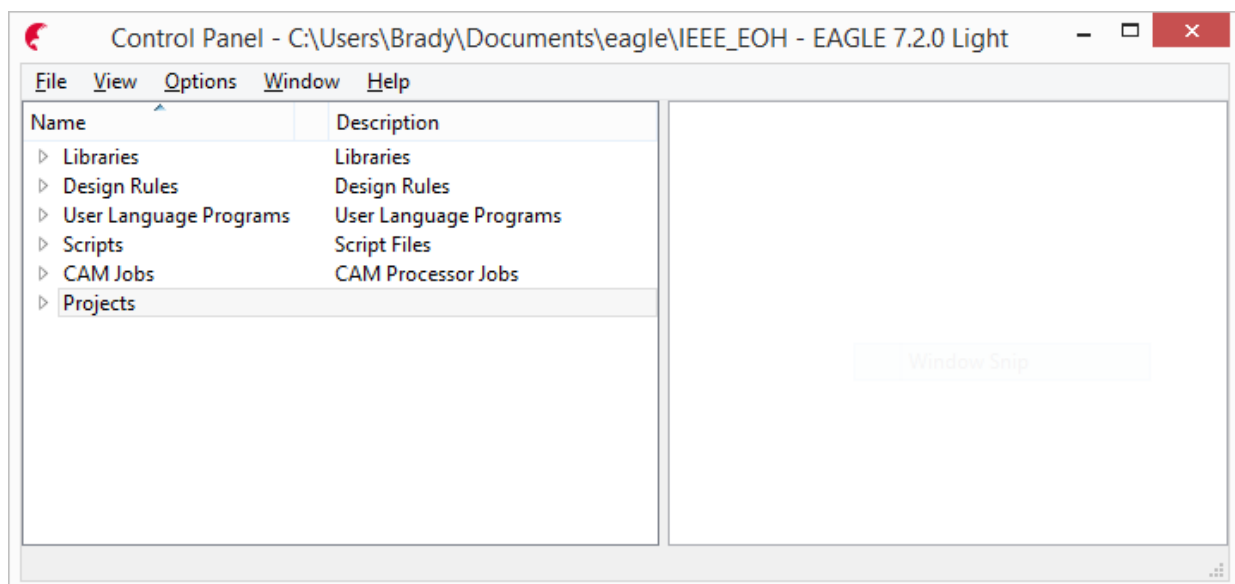 Control Panel - C:\Users\Brady\Documents\eagle\IEEE_EOH - EAGLE 7.2.0 Light
File View Options Window Help
Name Description
Libraries Libraries
Design Rules Design Rules
User Language Programs User Language Programs
Scripts Script Files
CAM Jobs CAM Processor Jobs
Projects
Window Snip